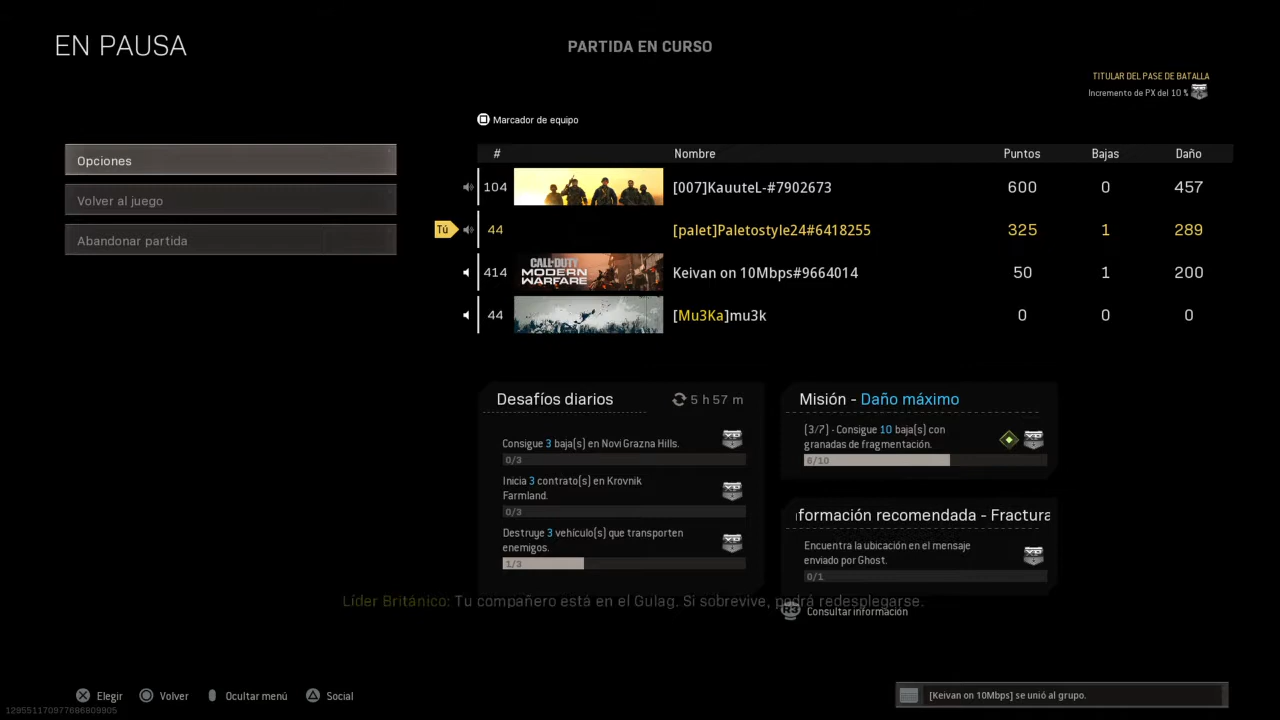 EN PAUSA
PARTIDA EN CURSO
TITULAR DEL PASE DE BATALLA
Incremento de PX del 10 %
Marcador de equipo
Opciones
Volver al juego
Abandonar partida
# Nombre Puntos Bajas Daño
104 [007]KauuteL-#7902673 600 0 457
Tú 44 [palet]Paletostyle24#6418255 325 1 289
414 CALL OF DUTY MODERN WARFARE Keivan on 10Mbps#9664014 50 1 200
44 [Mu3Ka]mu3k 0 0 0
Desafíos diarios 5 h 57 m
Consigue 3 baja(s) en Novi Grazna Hills.
0/3
Inicia 3 contrato(s) en Krovnik
Farmland.
0/3
Destruye 3 vehículo(s) que transporten
enemigos.
1/3
Misión - Daño máximo
(3/7) - Consigue 10 baja(s) con
granadas de fragmentación.
6/10
nformación recomendada - Fractura
Encuentra la ubicación en el mensaje
enviado por Ghost.
0/1
Líder Británico: Tu compañero está en el Gulag. Si sobrevive, podrá redesplegarse.
R3 Consultar información
Elegir Volver Ocultar menú Social
[Keivan on 10Mbps] se unió al grupo.